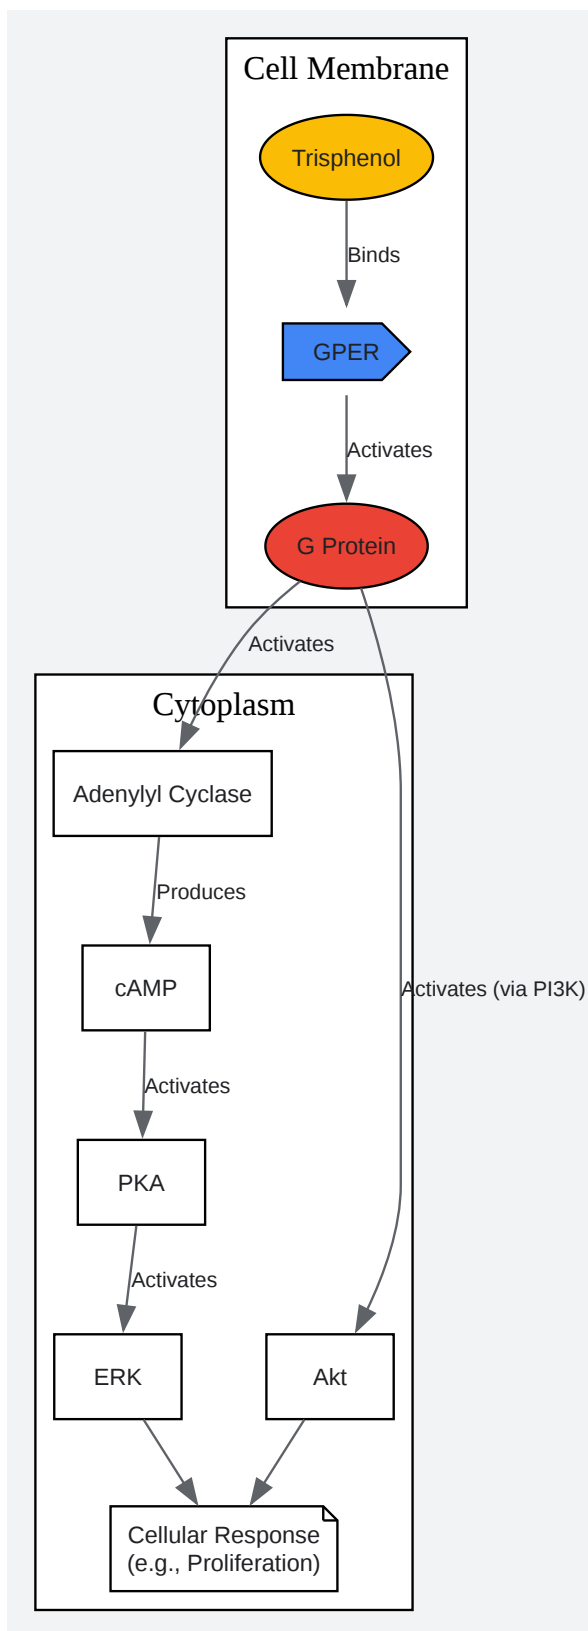 Cell Membrane
Trisphenol
Binds
GPER
Activates
G Protein
Activates
Cytoplasm
Adenylyl Cyclase
Produces
cAMP
Activates (via PI3K)
Activates
PKA
Activates
ERK
Akt
Cellular Response
(e.g., Proliferation)